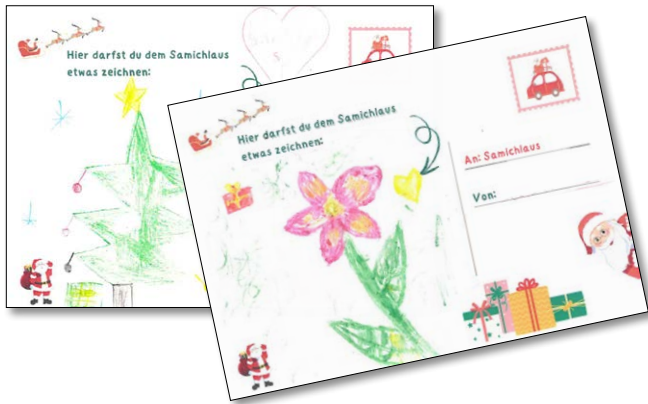 Hier darfst du dem Samichlaus
etwas zeichnen:
Hier darfst du dem Samichlaus
etwas zeichnen:
An: Samichlaus
Von: